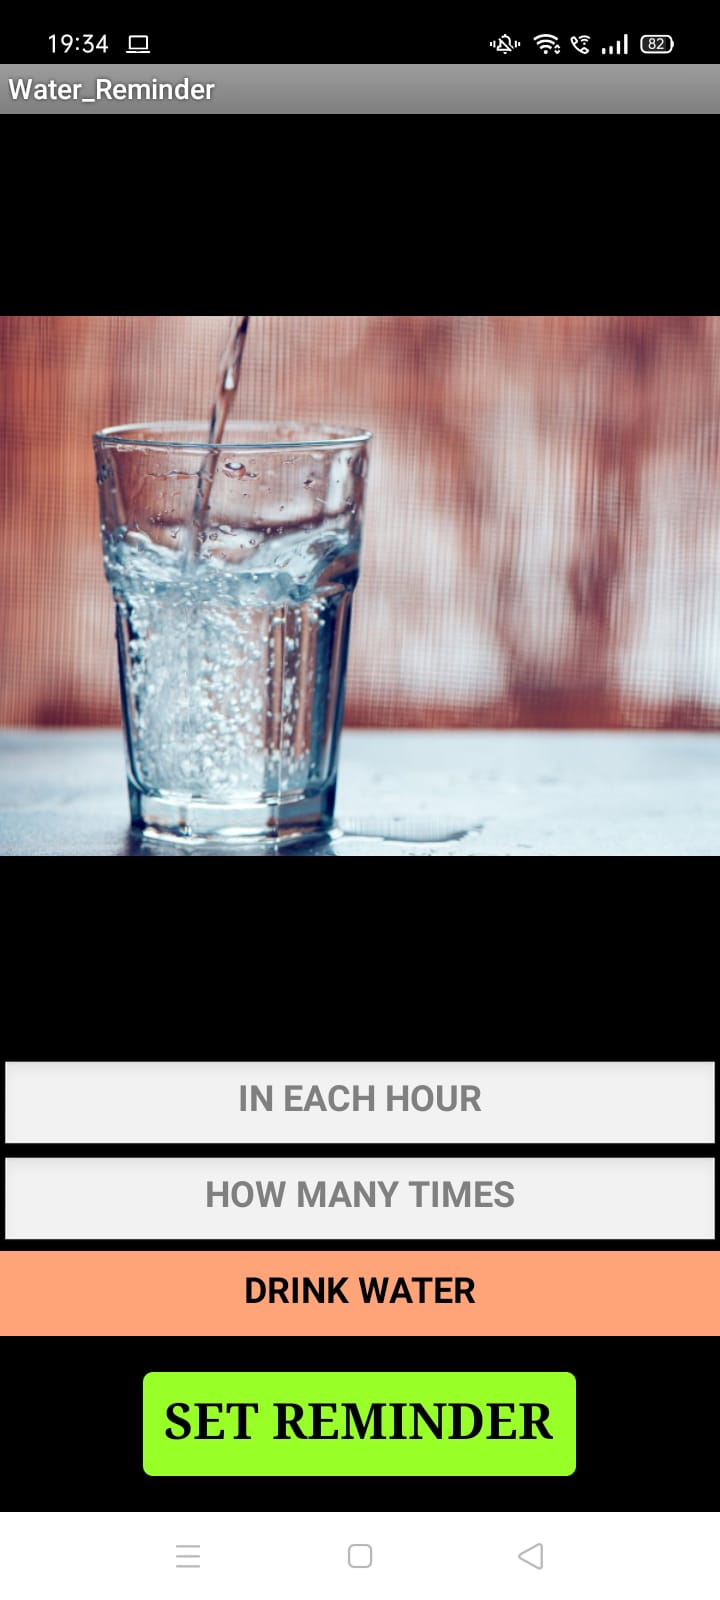 19:34
82
Water_Reminder
IN EACH HOUR
HOW MANY TIMES
DRINK WATER
SET REMINDER